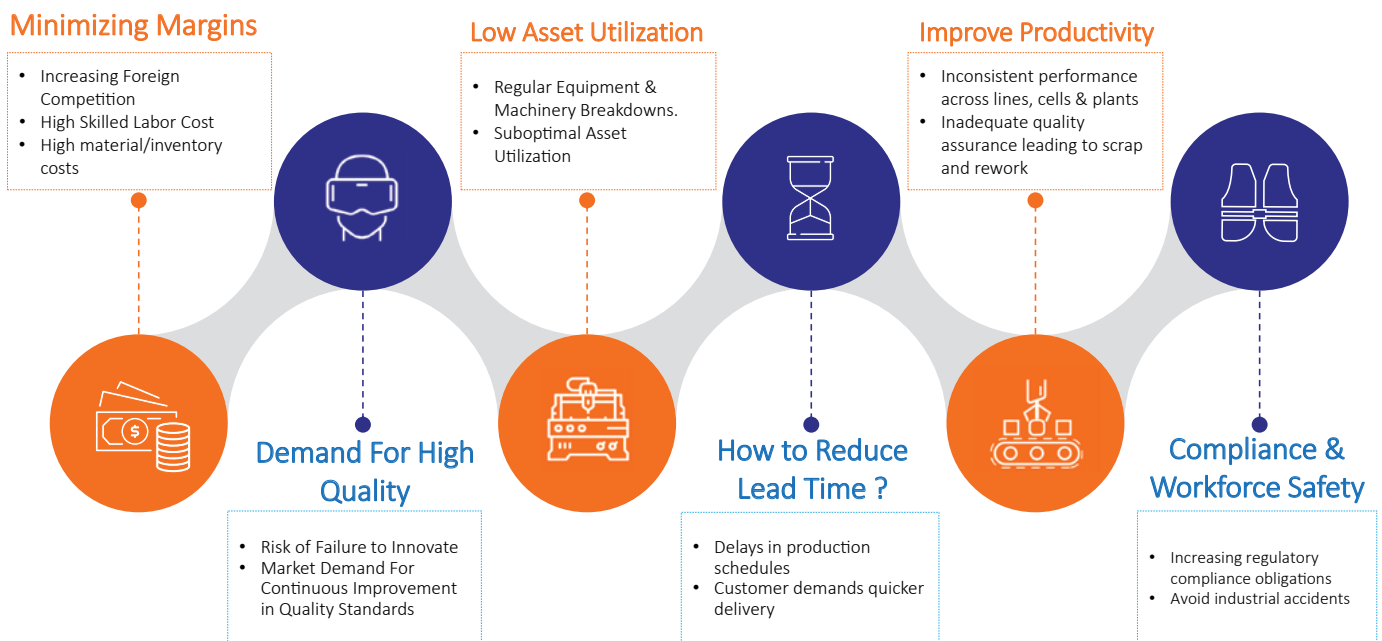 Minimizing Margins
• Increasing Foreign
Competition
• High Skilled Labor Cost
• High material/inventory
costs
Demand For High
Quality
• Risk of Failure to Innovate
• Market Demand For
Continuous Improvement
in Quality Standards
Low Asset Utilization
• Regular Equipment &
Machinery Breakdowns.
• Suboptimal Asset
Utilization
How to Reduce
Lead Time ?
• Delays in production
schedules
• Customer demands quicker
delivery
Improve Productivity
• Inconsistent performance
across lines, cells & plants
• Inadequate quality
assurance leading to scrap
and rework
Compliance &
Workforce Safety
• Increasing regulatory
compliance obligations
• Avoid industrial accidents
$